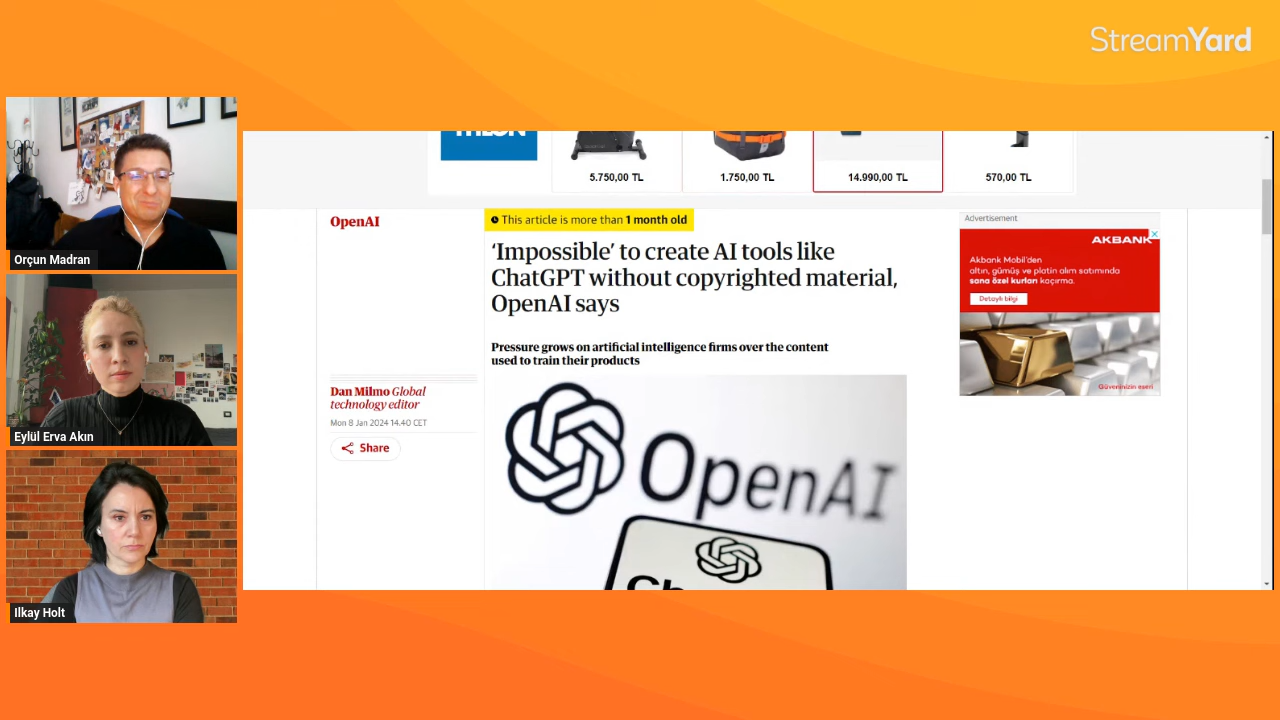 StreamYard
Orçun Madran
Eylül Erva Akın
Ilkay Holt
5.750,00 TL
1.750,00 TL
14.990,00 TL
570,00 TL
OpenAI
This article is more than 1 month old
‘Impossible’ to create AI tools like
ChatGPT without copyrighted material,
OpenAI says
Pressure grows on artificial intelligence firms over the content
used to train their products
Dan Milmo Global
technology editor
Mon 8 Jan 2024 14.40 CET
Share
OpenAI
Advertisement
AKBANK
Akbank Mobil'den
altın, gümüş ve platin alım satımında
sana özel kurları kaçırma.
Detaylı bilgi
Güveninizin eseri